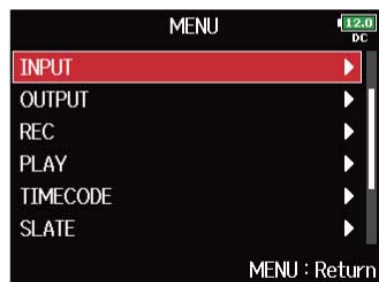 MENU
12.0
DC
INPUT
OUTPUT
REC
PLAY
TIMECODE
SLATE
MENU : Return